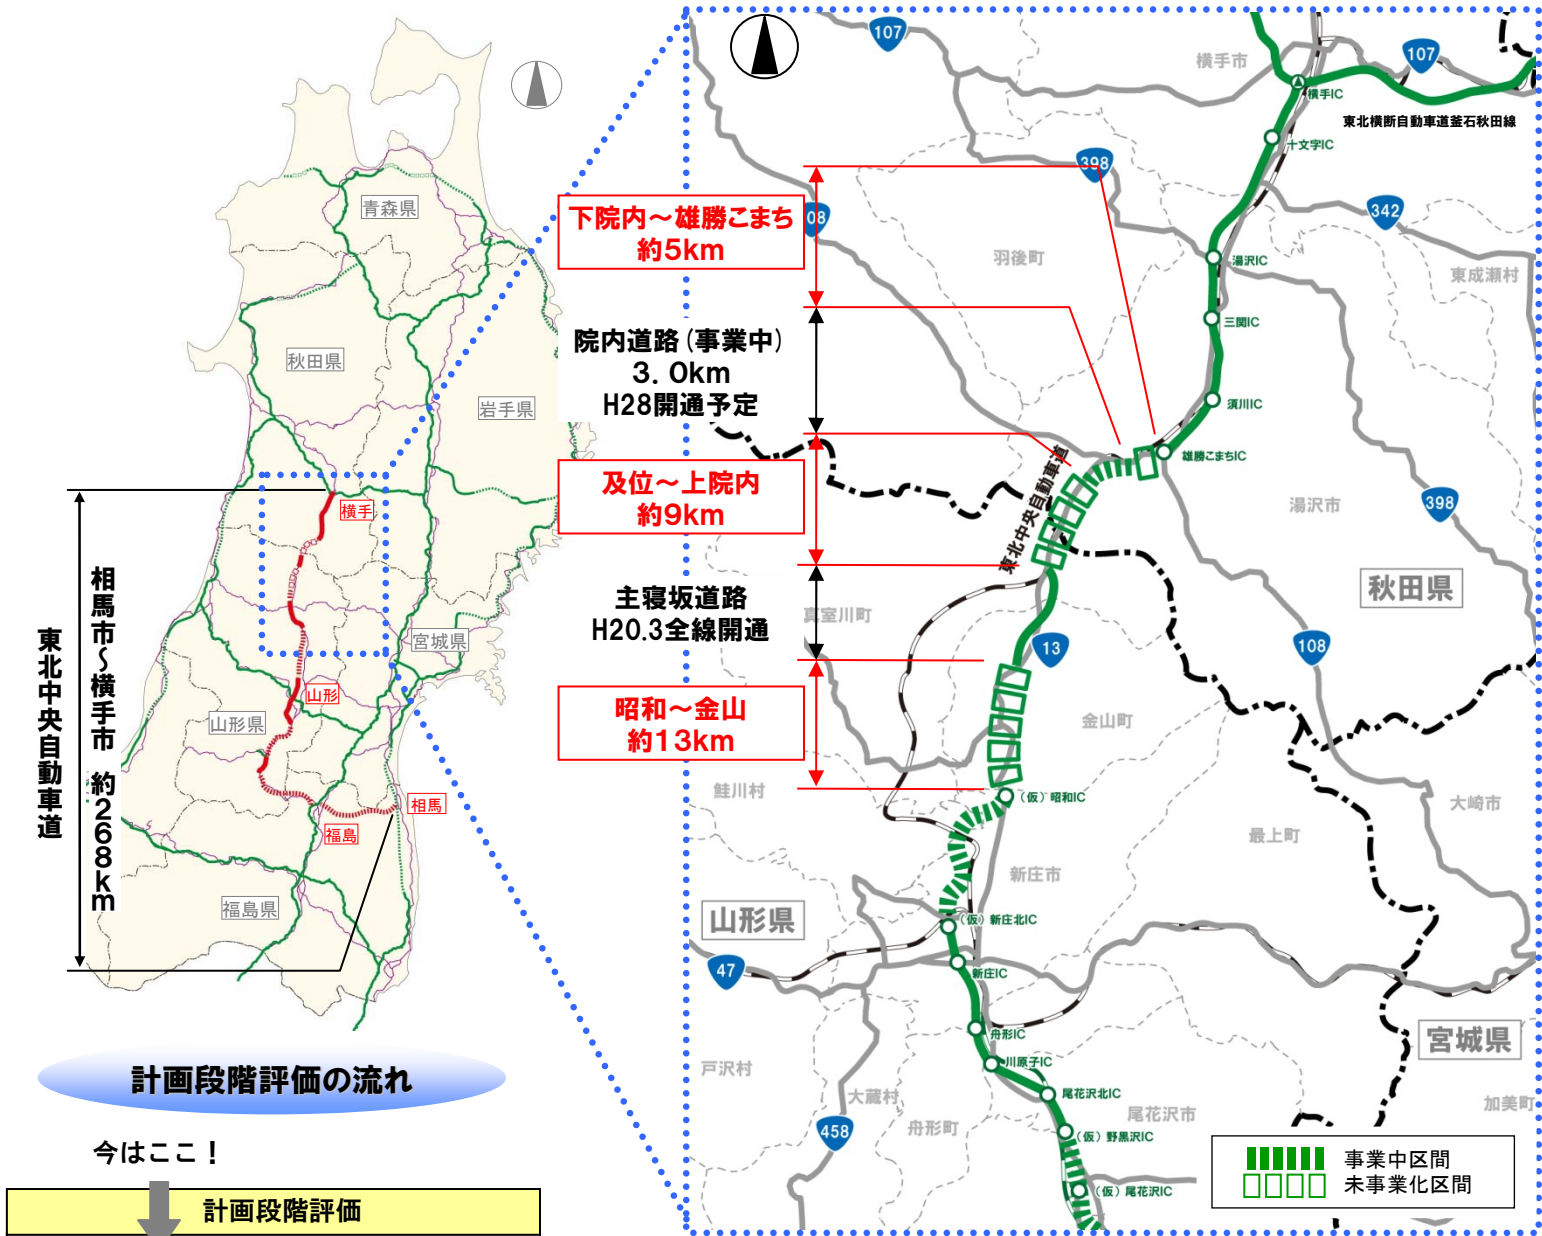 青森県
秋田県
岩手県
宮城県
山形県
福島県
横手
山形
福島
相馬
東北中央自動車道
相馬市～横手市 約268km
計画段階評価の流れ
今はここ！
計画段階評価
下院内～雄勝こまち
約5km
院内道路(事業中)
3.0km
H28開通予定
及位～上院内
約9km
主寝坂道路
H20.3全線開通
昭和～金山
約13km
107
横手市
107
横手IC
東北横断自動車道釜石秋田線
十文字IC
398
342
08
羽後町
湯沢IC
東成瀬村
三関IC
須川IC
雄勝こまちIC
東北中央自動車道
湯沢市
398
秋田県
真室川町
13
108
金山町
鮭川村
(仮)昭和IC
大崎市
最上町
新庄市
山形県
(仮)新庄北IC
47
新庄IC
舟形IC
宮城県
川原子IC
戸沢村
大蔵村
尾花沢北IC
尾花沢市
加美町
舟形町
458
(仮)野黒沢IC
(仮)尾花沢IC
事業中区間
未事業化区間